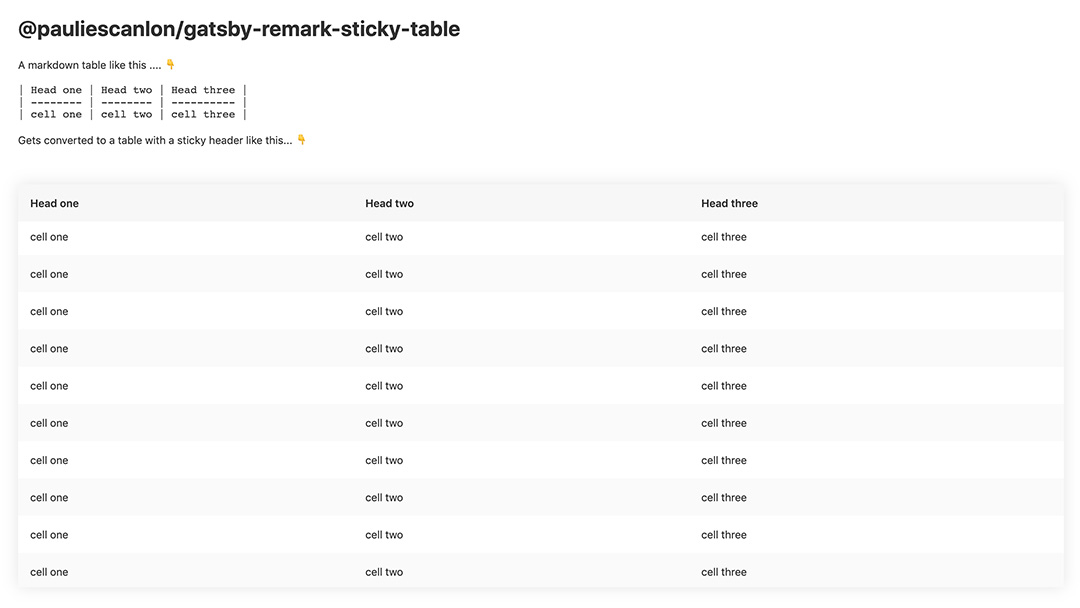 @pauliescanlon/gatsby-remark-sticky-table
A markdown table like this .... 👇
| Head one | Head two | Head three |
| -------- | -------- | ---------- |
| cell one | cell two | cell three |
Gets converted to a table with a sticky header like this... 👇
Head one Head two Head three
cell one cell two cell three
cell one cell two cell three
cell one cell two cell three
cell one cell two cell three
cell one cell two cell three
cell one cell two cell three
cell one cell two cell three
cell one cell two cell three
cell one cell two cell three
cell one cell two cell three